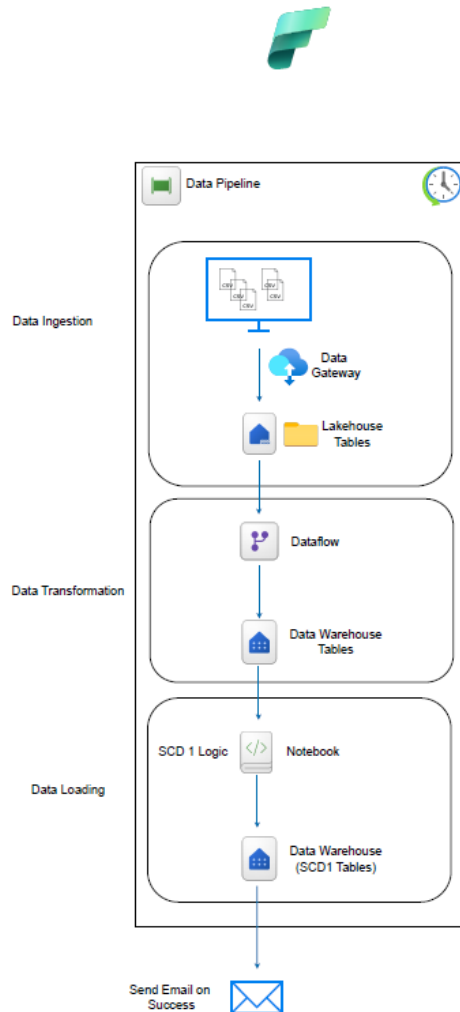 Data Pipeline
Data Ingestion
CSV
CSV
CSV
CSV
CSV
Data
Gateway
Lakehouse
Tables
Dataflow
Data Transformation
Data Warehouse
Tables
SCD 1 Logic
</>
Notebook
Data Loading
Data Warehouse
(SCD1 Tables)
Send Email on
Success